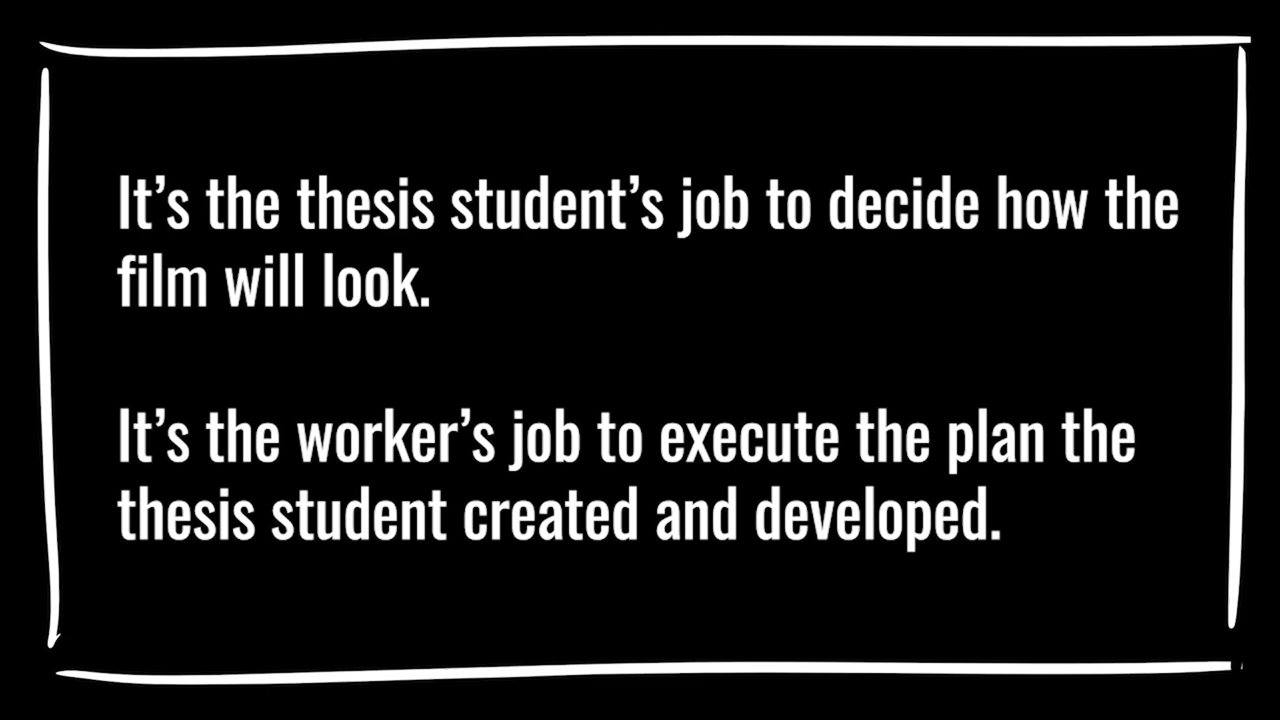 It’s the thesis student’s job to decide how the
film will look.
It’s the worker’s job to execute the plan the
thesis student created and developed.